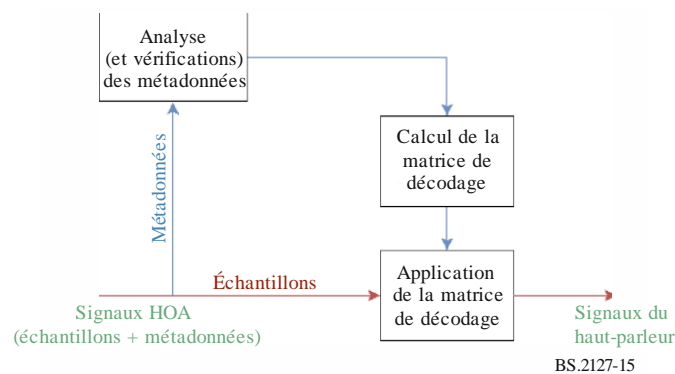 Analyse
(et vérifications)
des métadonnées
Calcul de la
matrice de
décodage
Métadonnées
Échantillons
Application
de la matrice
de décodage
Signaux HOA
(échantillons + métadonnées)
Signaux du
haut-parleur
BS.2127-15